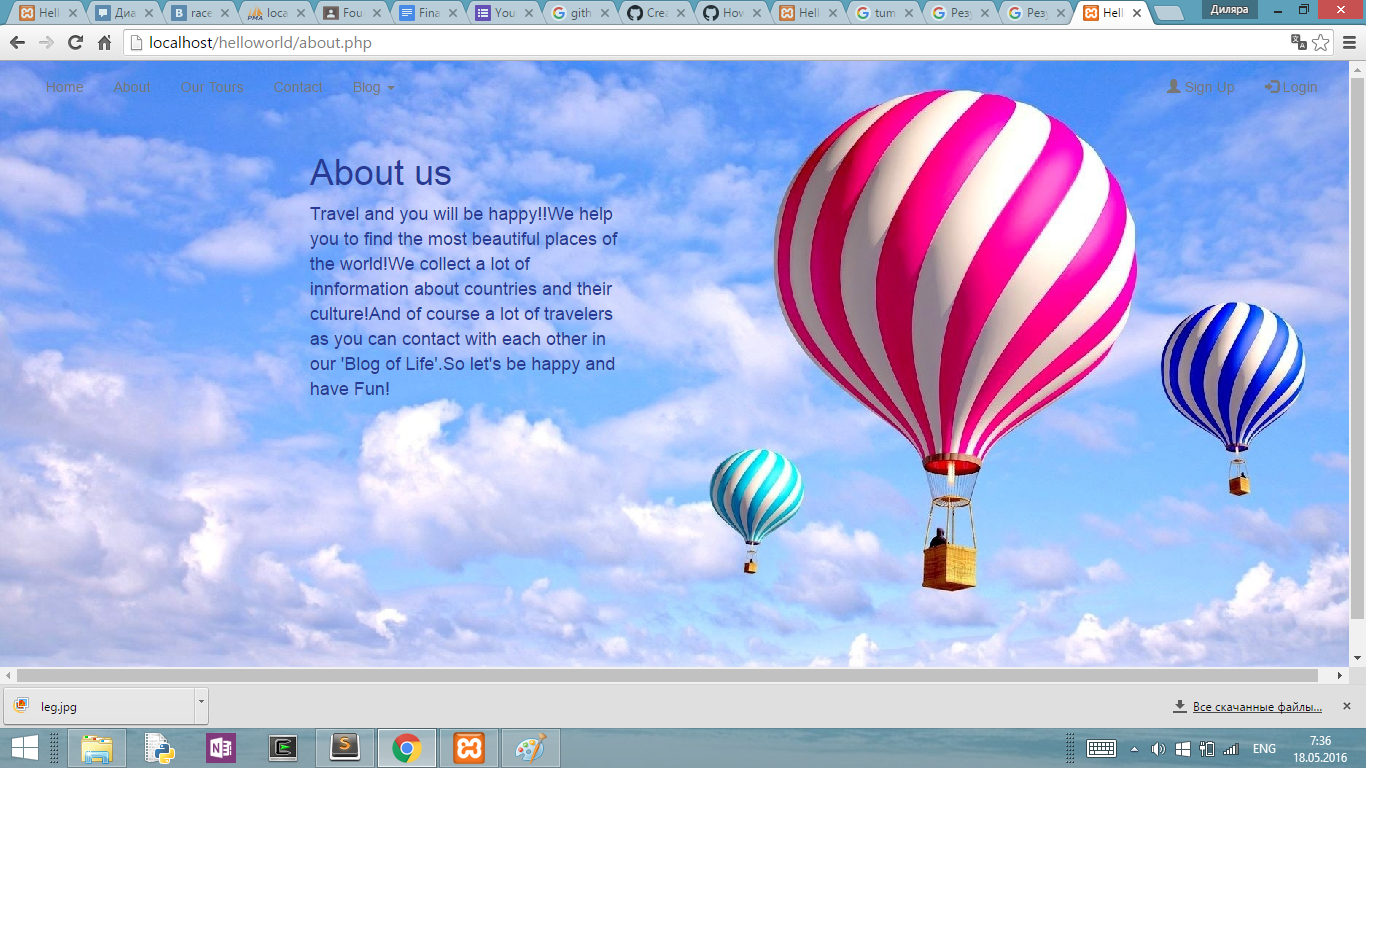 Hell
Диа
race
loca
Fou
Fina
You
gith
Crea
How
Hell
tum
Резу
Резу
Hell
Диляра
localhost/helloworld/about.php
Home About Our Tours Contact Blog Sign Up Login
About us
Travel and you will be happy!!We help
you to find the most beautiful places of
the world!We collect a lot of
innformation about countries and their
culture!And of course a lot of travelers
as you can contact with each other in
our 'Blog of Life'.So let's be happy and
have Fun!
leg.jpg
Все скачанные файлы...
ENG
7:36
18.05.2016